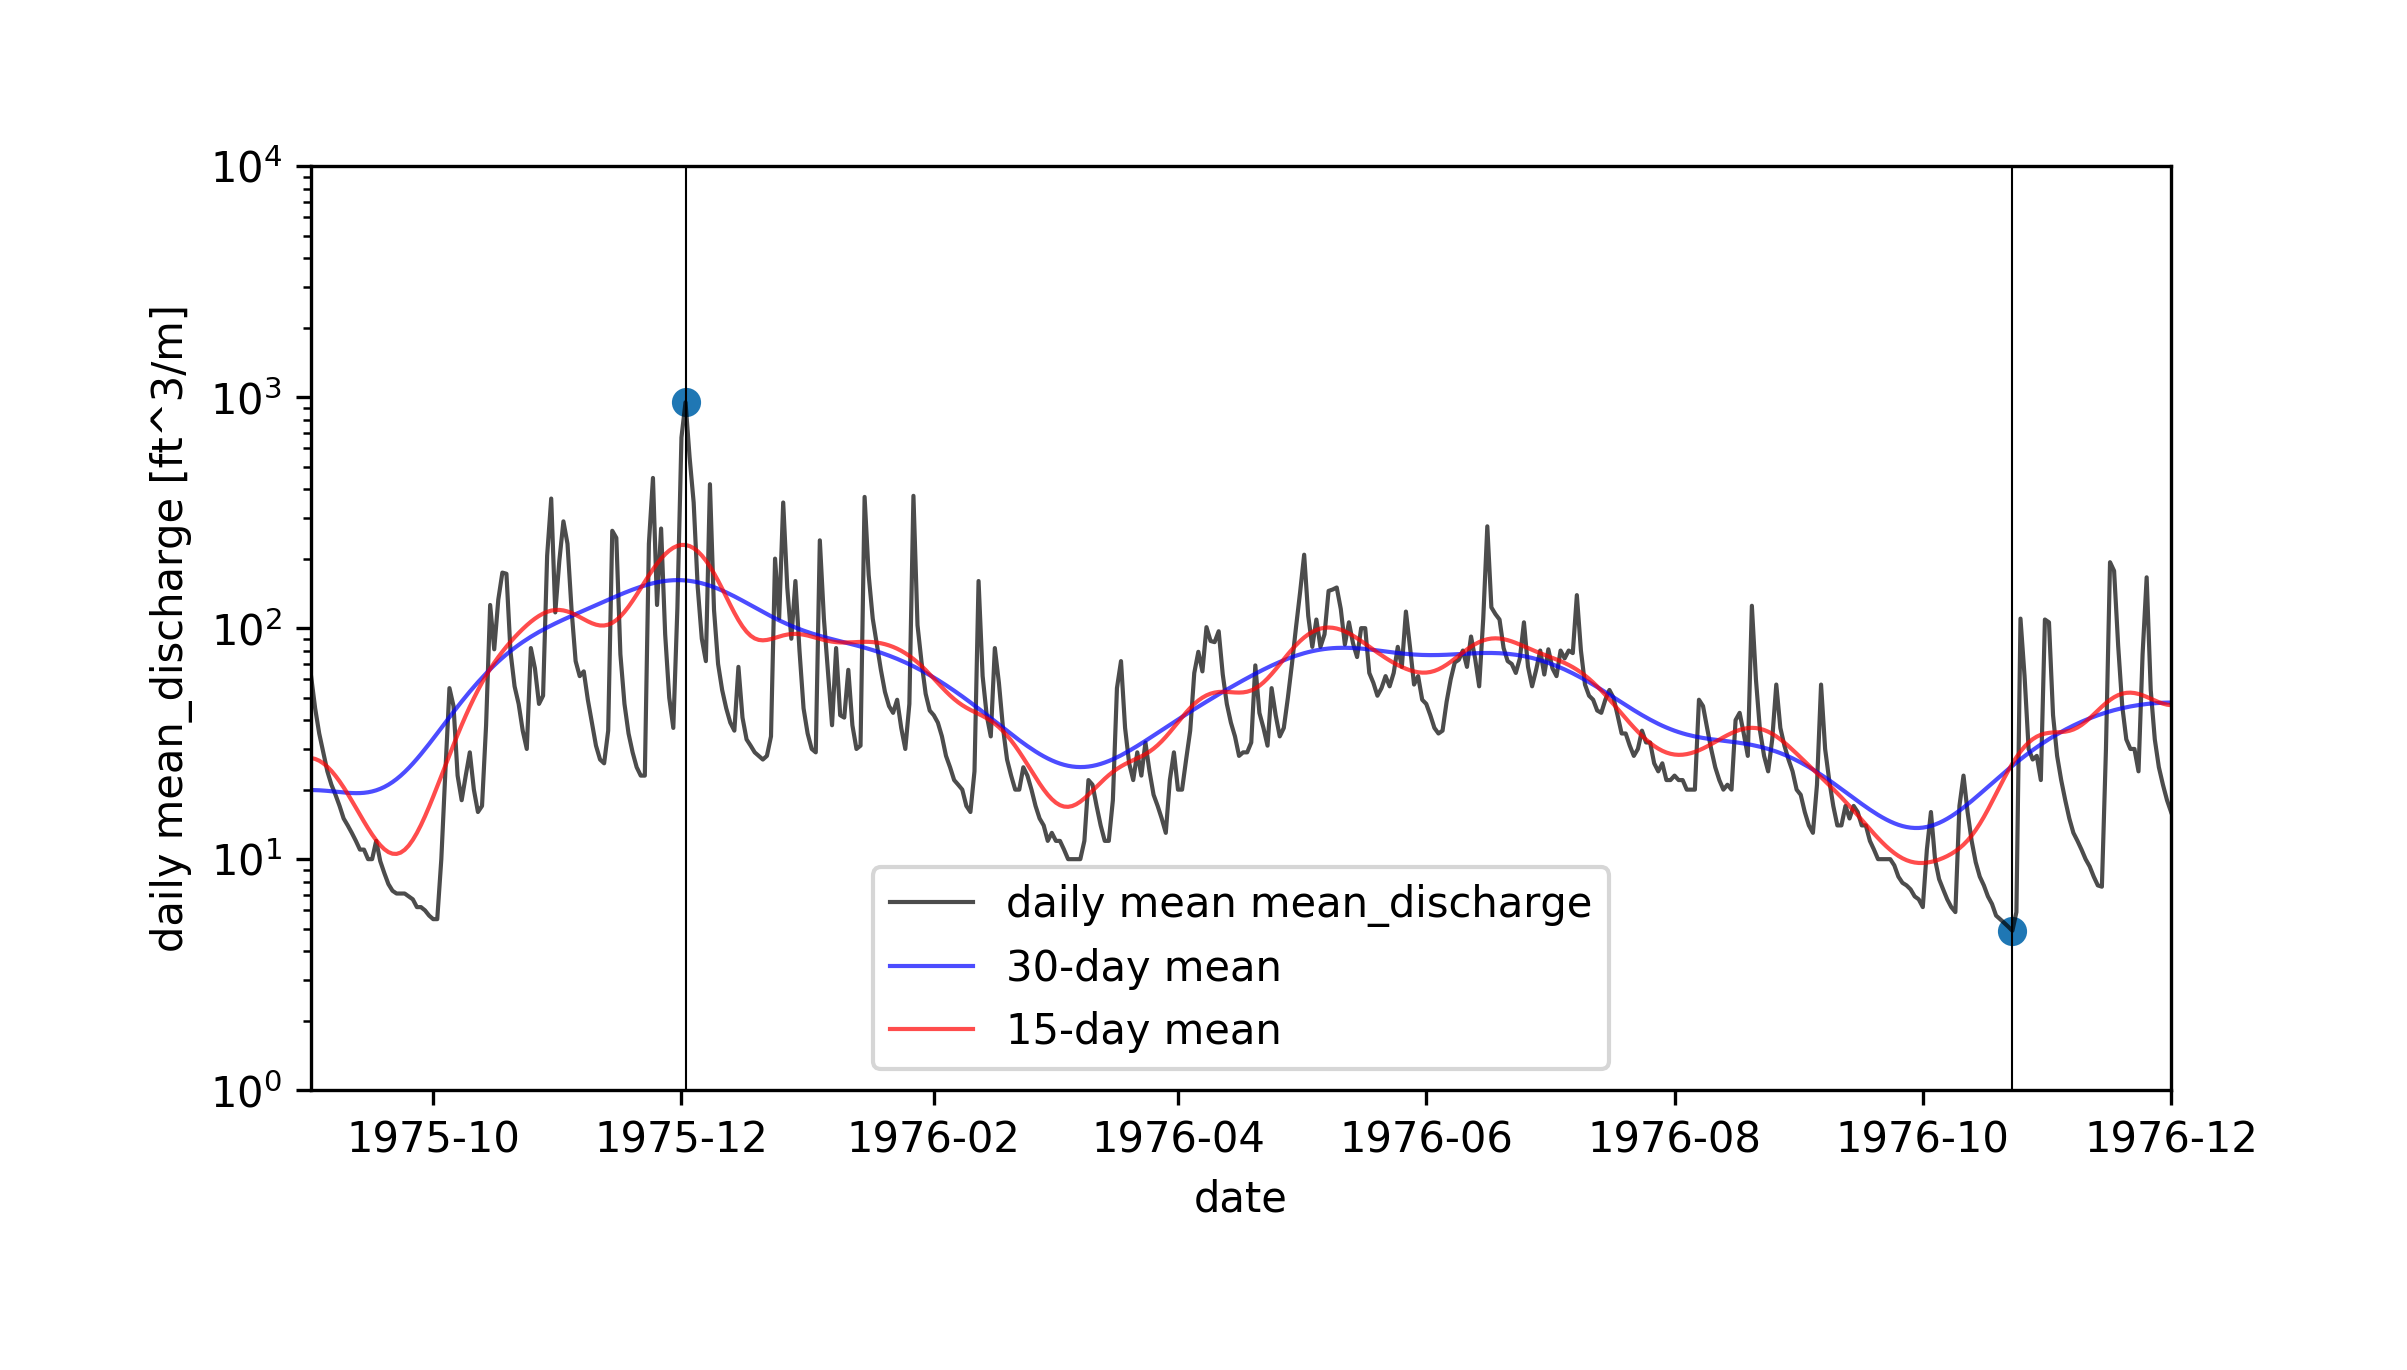 10^4
10^3
10^2
10^1
10^0
daily mean_discharge [ft^3/m]
daily mean mean_discharge
30-day mean
15-day mean
1975-10 1975-12 1976-02 1976-04 1976-06 1976-08 1976-10 1976-12
date